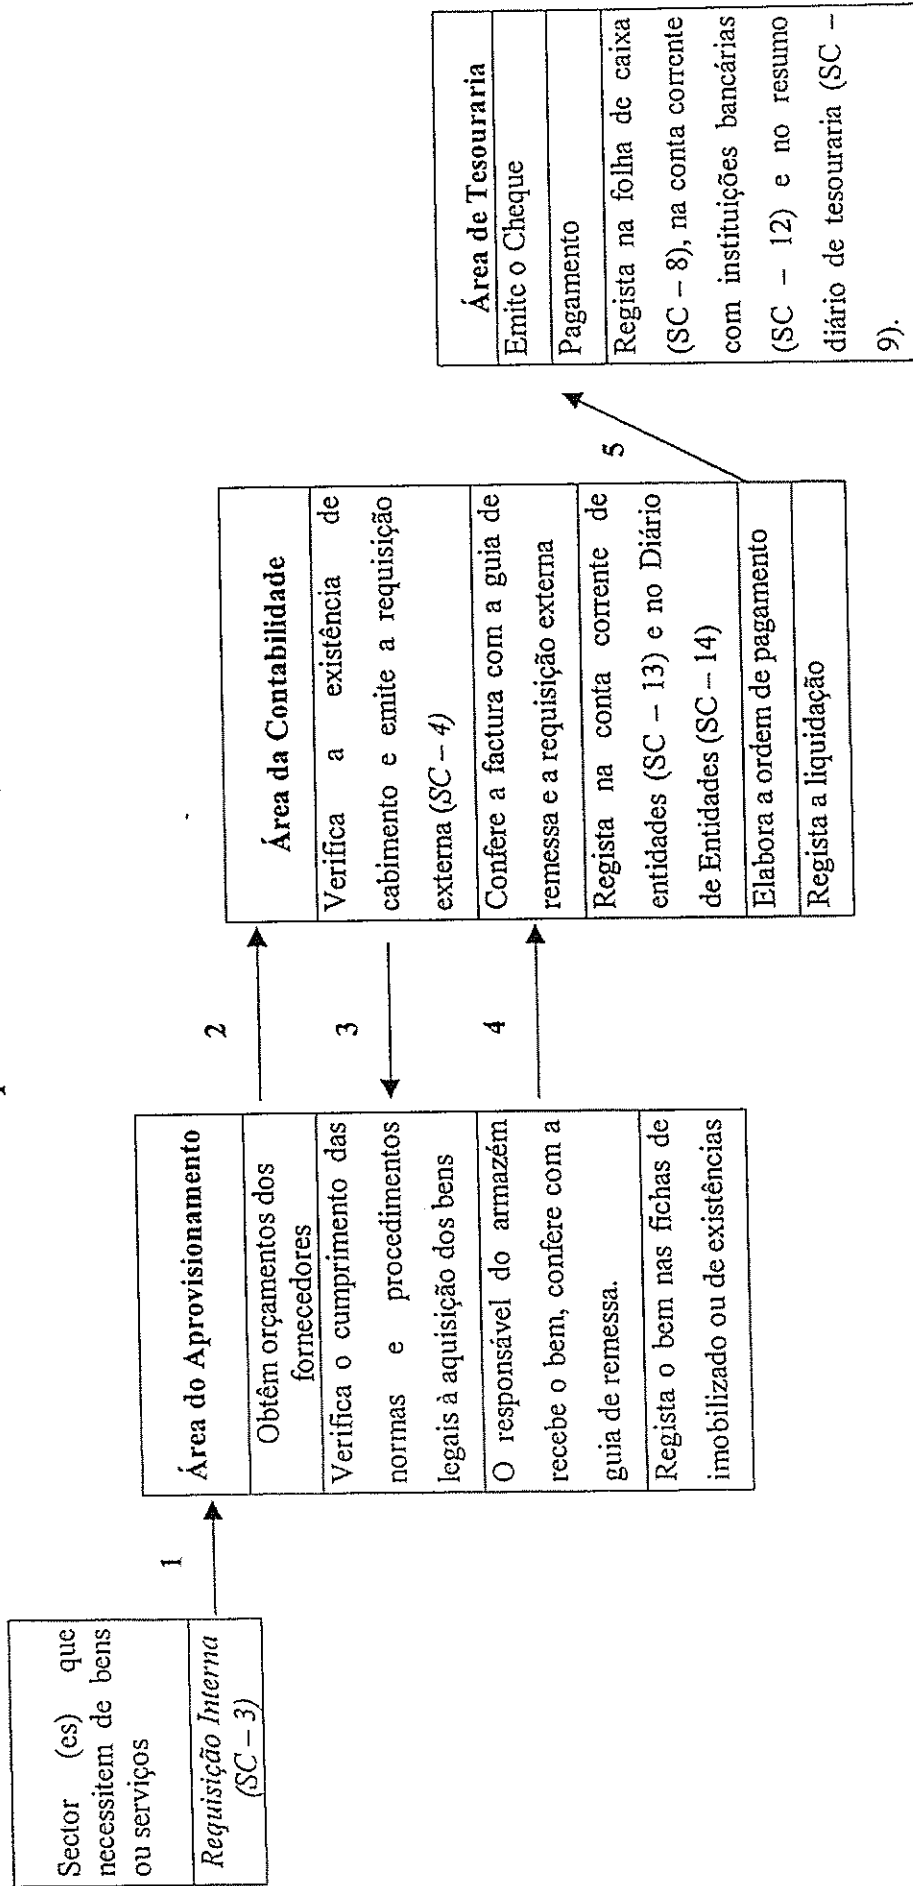 Sector (es) que
necessitem de bens
ou serviços
Requisição Interna
(SC – 3)
1
Área do Aprovisionamento
Obtêm orçamentos dos
fornecedores
Verifica o cumprimento das
normas e procedimentos
legais à aquisição dos bens
O responsável do armazém
recebe o bem, confere com a
guia de remessa.
Regista o bem nas fichas de
imobilizado ou de existências
2
3
4
Área da Contabilidade
Verifica a existência de
cabimento e emite a requisição
externa (SC – 4)
Confere a factura com a guia de
remessa e a requisição externa
Regista na conta corrente de
entidades (SC – 13) e no Diário
de Entidades (SC – 14)
Elabora a ordem de pagamento
Regista a liquidação
5
Área de Tesouraria
Emite o Cheque
Pagamento
Regista na folha de caixa
(SC – 8), na conta corrente
com instituições bancárias
(SC – 12) e no resumo
diário de tesouraria (SC –
9).